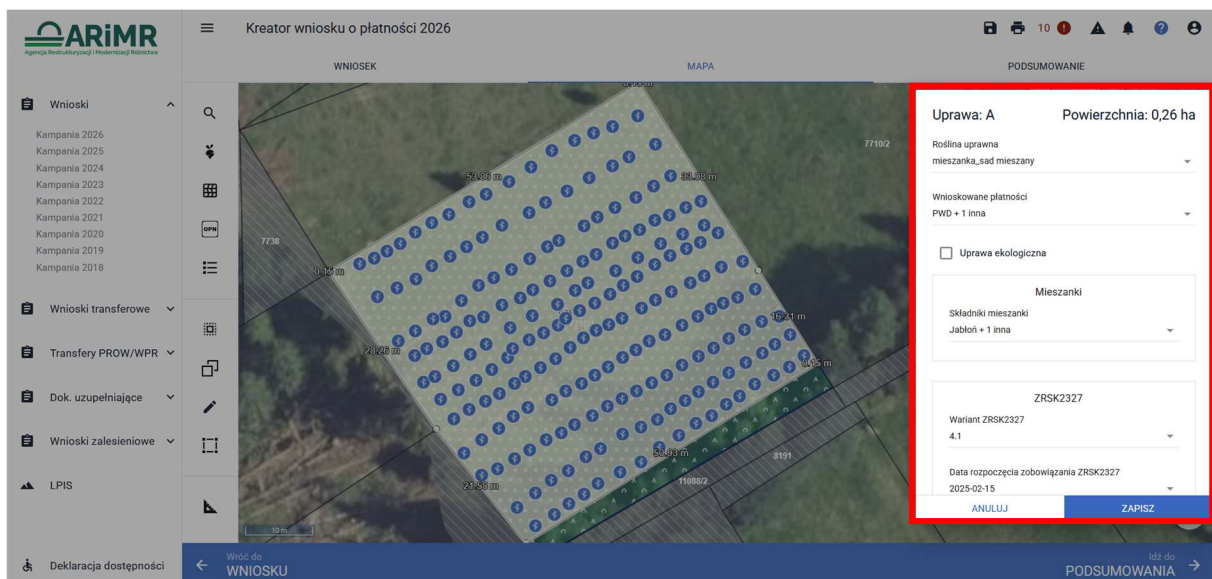 ARiMR
Agencja Restrukturyzacji i Modernizacji Rolnictwa
Kreator wniosku o płatności 2026
10
WNIOSEK
MAPA
PODSUMOWANIE
Wnioski
Kampania 2026
Kampania 2025
Kampania 2024
Kampania 2023
Kampania 2022
Kampania 2021
Kampania 2020
Kampania 2019
Kampania 2018
Wnioski transferowe
Transfery PROW/WPR
Dok. uzupełniające
Wnioski zalesieniowe
LPIS
Deklaracja dostępności
OPN
7710/2
53.86 m
33.08 m
7738
0.15 m
16.31 m
28.26 m
0.15 m
8191
11088/2
21.58 m
10 m
Uprawa: A
Powierzchnia: 0,26 ha
Roślina uprawna
mieszanka_sad mieszany
Wnioskowane płatności
PWD + 1 inna
Uprawa ekologiczna
Mieszanki
Składniki mieszanki
Jabłoń + 1 inna
ZRSK2327
Wariant ZRSK2327
4.1
Data rozpoczęcia zobowiązania ZRSK2327
2025-02-15
ANULUJ
ZAPISZ
Wróć do
WNIOSKU
Idź do
PODSUMOWANIA